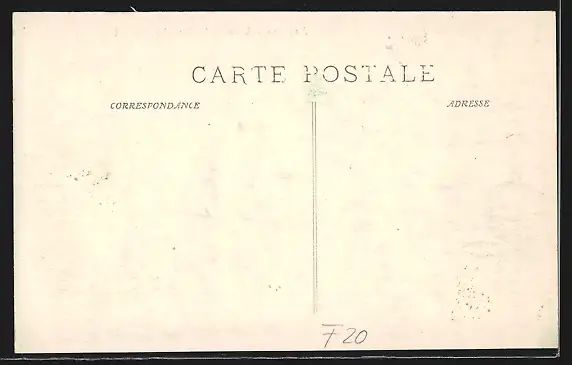 CARTE POSTALE
CORRESPONDANCE
ADRESSE
F20